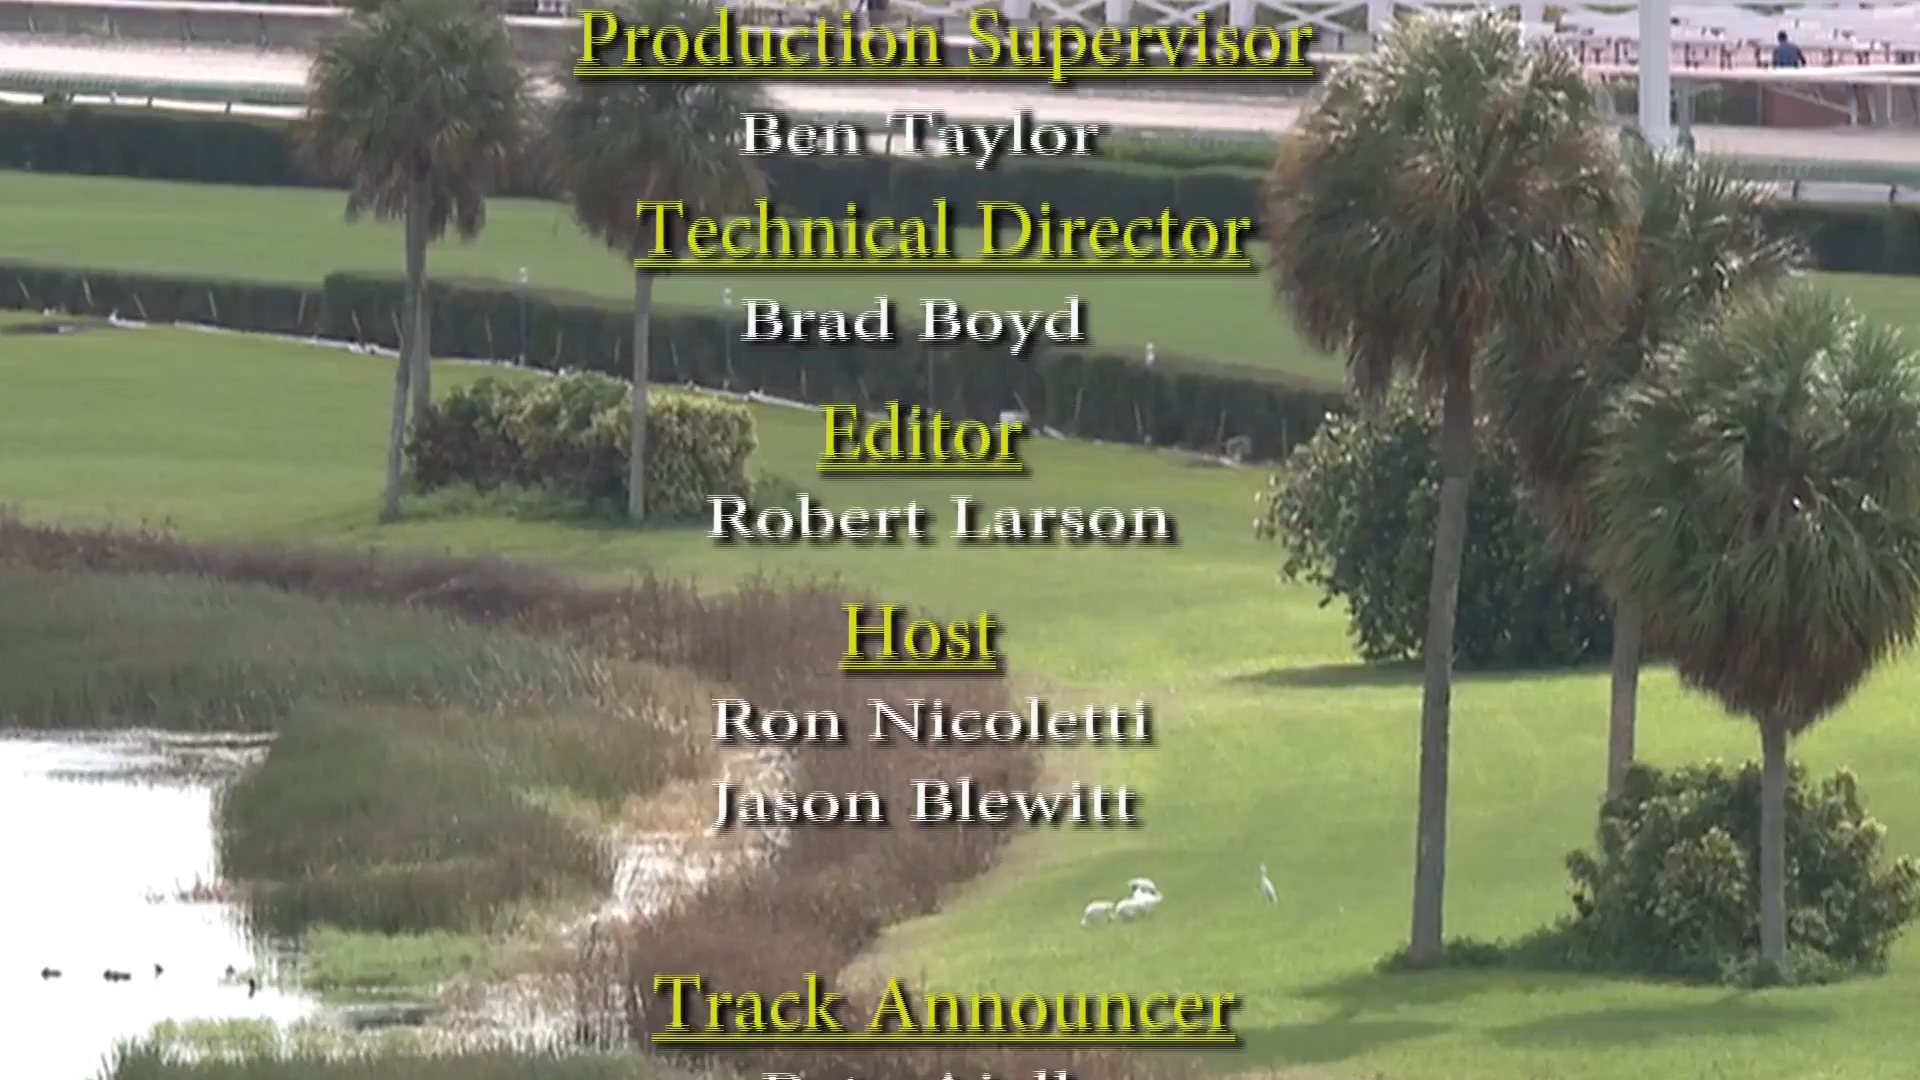 Production Supervisor
Ben Taylor
Technical Director
Brad Boyd
Editor
Robert Larson
Host
Ron Nicoletti
Jason Blewitt
Track Announcer